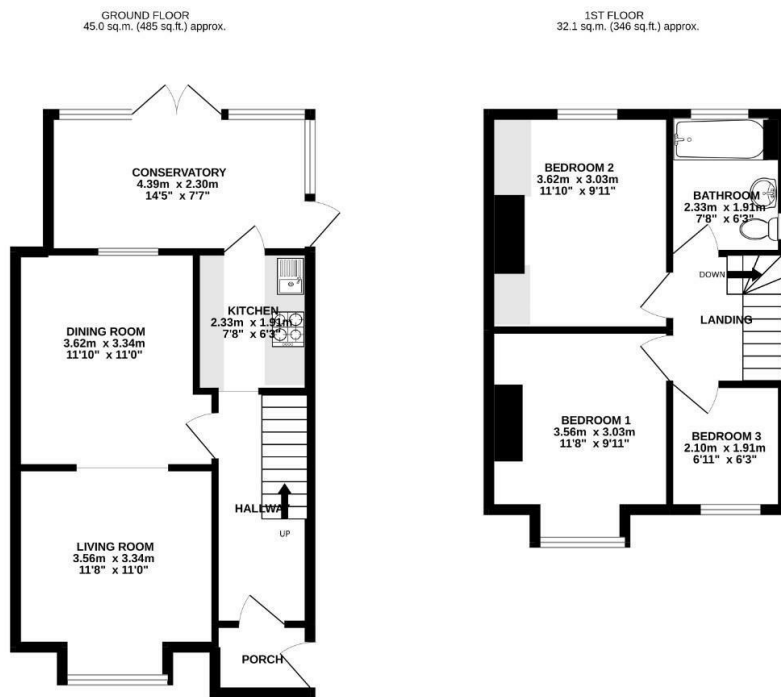 GROUND FLOOR
45.0 sq.m. (485 sq.ft.) approx.
CONSERVATORY
4.39m x 2.30m
14'5" x 7'7"
KITCHEN
2.33m x 1.91m
7'8" x 6'3"
DINING ROOM
3.62m x 3.34m
11'10" x 11'0"
HALLWAY
UP
LIVING ROOM
3.56m x 3.34m
11'8" x 11'0"
PORCH
1ST FLOOR
32.1 sq.m. (346 sq.ft.) approx.
BEDROOM 2
3.62m x 3.03m
11'10" x 9'11"
BATHROOM
2.33m x 1.91m
7'8" x 6'3"
DOWN
LANDING
BEDROOM 1
3.56m x 3.03m
11'8" x 9'11"
BEDROOM 3
2.10m x 1.91m
6'11" x 6'3"